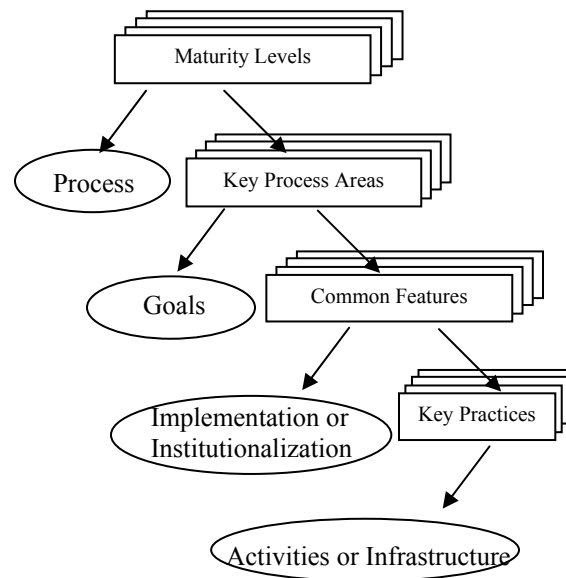 Maturity Levels
Process
Key Process Areas
Goals
Common Features
Implementation or
Institutionalization
Key Practices
Activities or Infrastructure